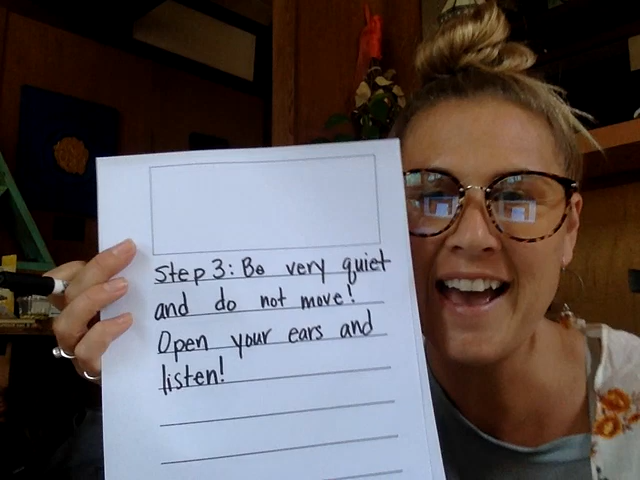 Step 3: Be very quiet
and do not move!
Open your ears and
listen!